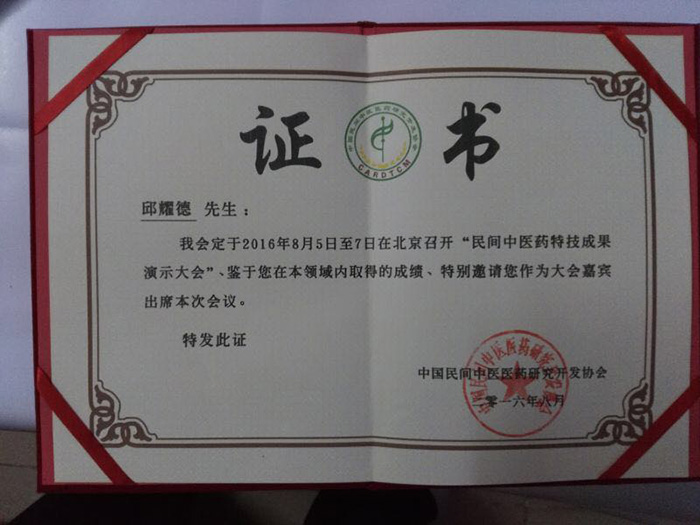 证书
CARDTCM
邱耀德 先生：
我会定于2016年8月5日至7日在北京召开“民间中医药特技成果
演示大会”、鉴于您在本领域内取得的成绩、特别邀请您作为大会嘉宾
出席本次会议。
特发此证
中国民间中医医药研究开发协会
二零一六年八月